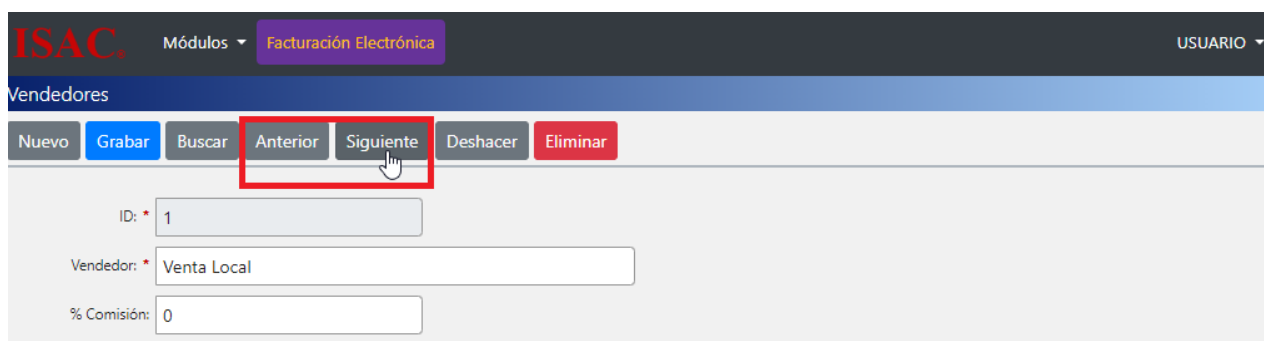 ISAC. Módulos Facturación Electrónica USUARIO
Vendedores
Nuevo Grabar Buscar Anterior Siguiente Deshacer Eliminar
ID: * 1
Vendedor: * Venta Local
% Comisión: 0